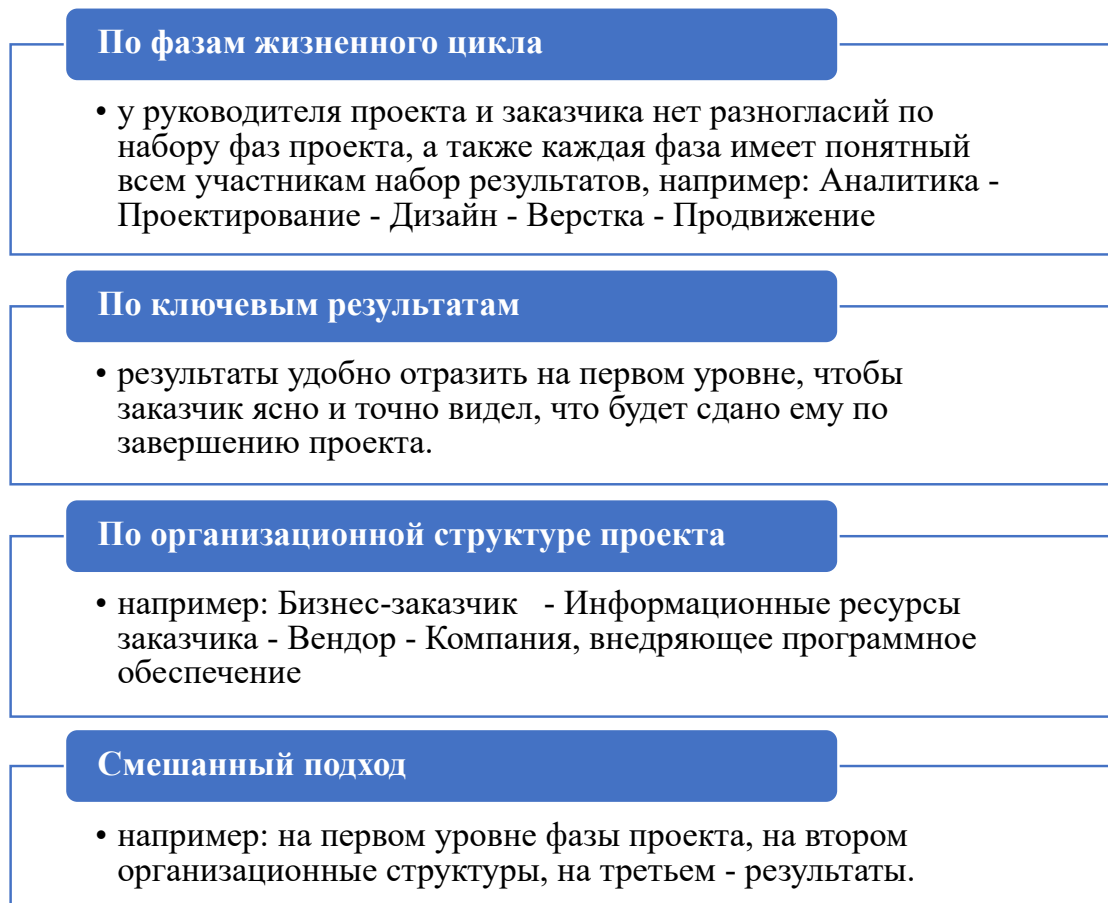 По фазам жизненного цикла
• у руководителя проекта и заказчика нет разногласий по
набору фаз проекта, а также каждая фаза имеет понятный
всем участникам набор результатов, например: Аналитика -
Проектирование - Дизайн - Верстка - Продвижение
По ключевым результатам
• результаты удобно отразить на первом уровне, чтобы
заказчик ясно и точно видел, что будет сдано ему по
завершению проекта.
По организационной структуре проекта
• например: Бизнес-заказчик - Информационные ресурсы
заказчика - Вендор - Компания, внедряющее программное
обеспечение
Смешанный подход
• например: на первом уровне фазы проекта, на втором
организационные структуры, на третьем - результаты.